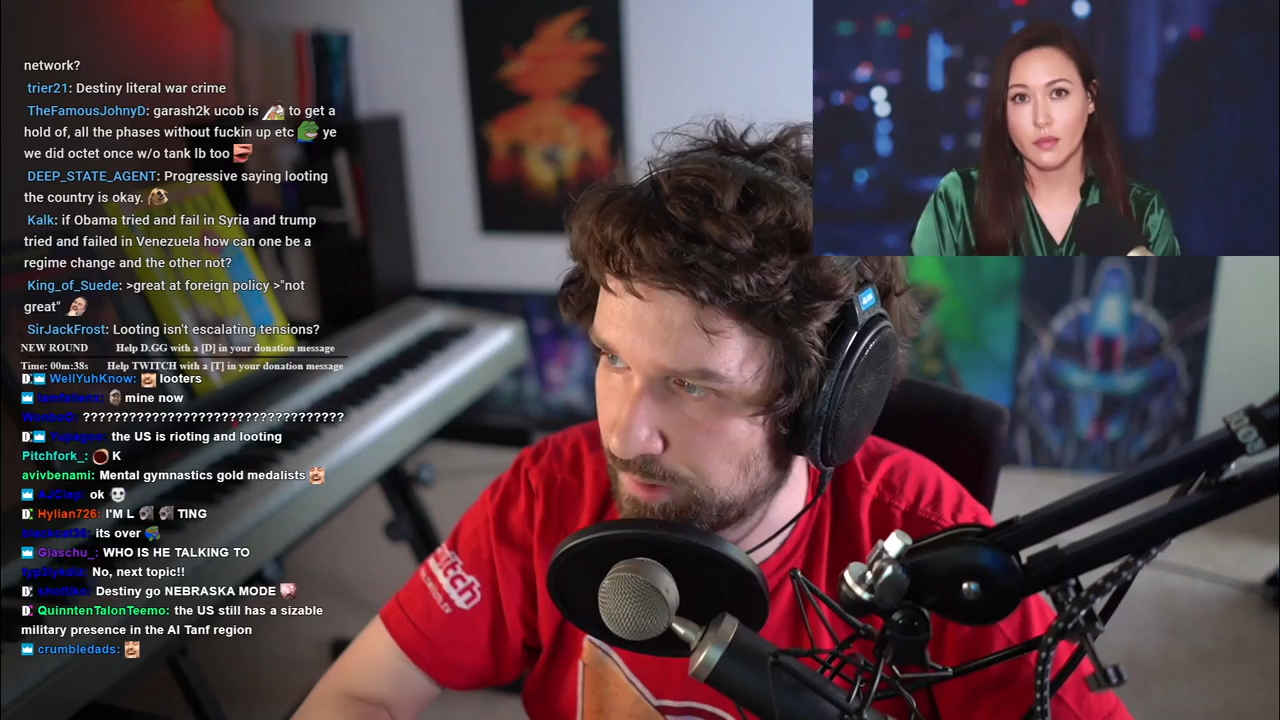 network?
trier21: Destiny literal war crime
TheFamousJohnyD: garash2k ucob is to get a
hold of, all the phases without fuckin up etc ye
we did octet once w/o tank lb too
DEEP_STATE_AGENT: Progressive saying looting
the country is okay.
Kalk: if Obama tried and fail in Syria and trump
tried and failed in Venezuela how can one be a
regime change and the other not?
King_of_Suede: >great at foreign policy >"not
great"
SirJackFrost: Looting isn't escalating tensions?
NEW ROUND Help D.GG with a [D] in your donation message
Time: 00m:38s Help TWITCH with a [T] in your donation message
WellYuhKnow: looters
mine now
?????????????????????????????????
the US is rioting and looting
Pitchfork_: K
avivbenami: Mental gymnastics gold medalists
AJClap: ok
Hylian726: I'M L TING
its over
Glaschu_: WHO IS HE TALKING TO
No, next topic!!
Destiny go NEBRASKA MODE
QuinntenTalonTeemo: the US still has a sizable
military presence in the Al Tanf region
crumbledads:
twitch
RODE